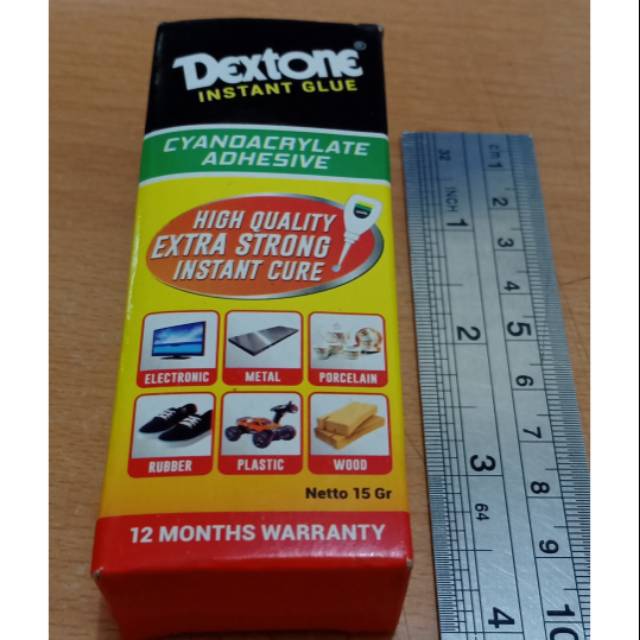 DEXTONE®
INSTANT GLUE
CYANOACRYLATE
ADHESIVE
HIGH QUALITY
EXTRA STRONG
INSTANT CURE
ELECTRONIC
METAL
PORCELAIN
RUBBER
PLASTIC
WOOD
Netto 15 Gr
12 MONTHS WARRANTY
32
INCH
1
2
3
64
4
cm
1
2
3
4
5
6
7
8
9
10